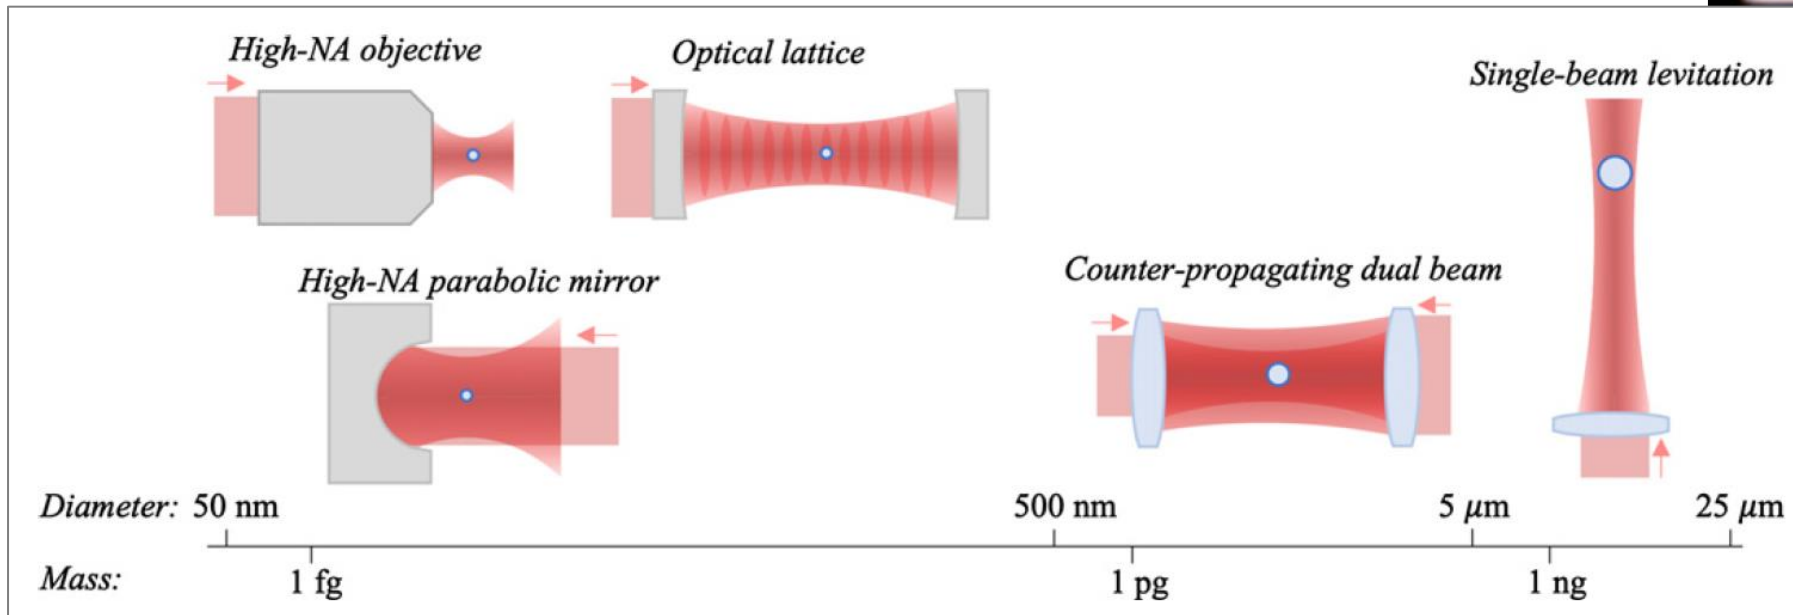 High-NA objective
Optical lattice
Single-beam levitation
High-NA parabolic mirror
Counter-propagating dual beam
Diameter: 50 nm 500 nm 5 μm 25 μm
Mass: 1 fg 1 pg 1 ng